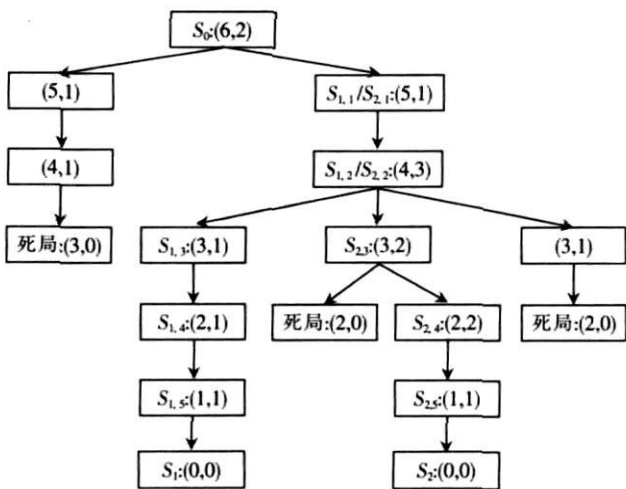 S₀:(6,2)
(5,1)
S₁,₁/S₂,₁:(5,1)
(4,1)
S₁,₂/S₂,₂:(4,3)
死局:(3,0)
S₁,₃:(3,1)
S₂,₃:(3,2)
(3,1)
S₁,₄:(2,1)
死局:(2,0)
S₂,₄:(2,2)
死局:(2,0)
S₁,₅:(1,1)
S₂,₅:(1,1)
S₁:(0,0)
S₂:(0,0)